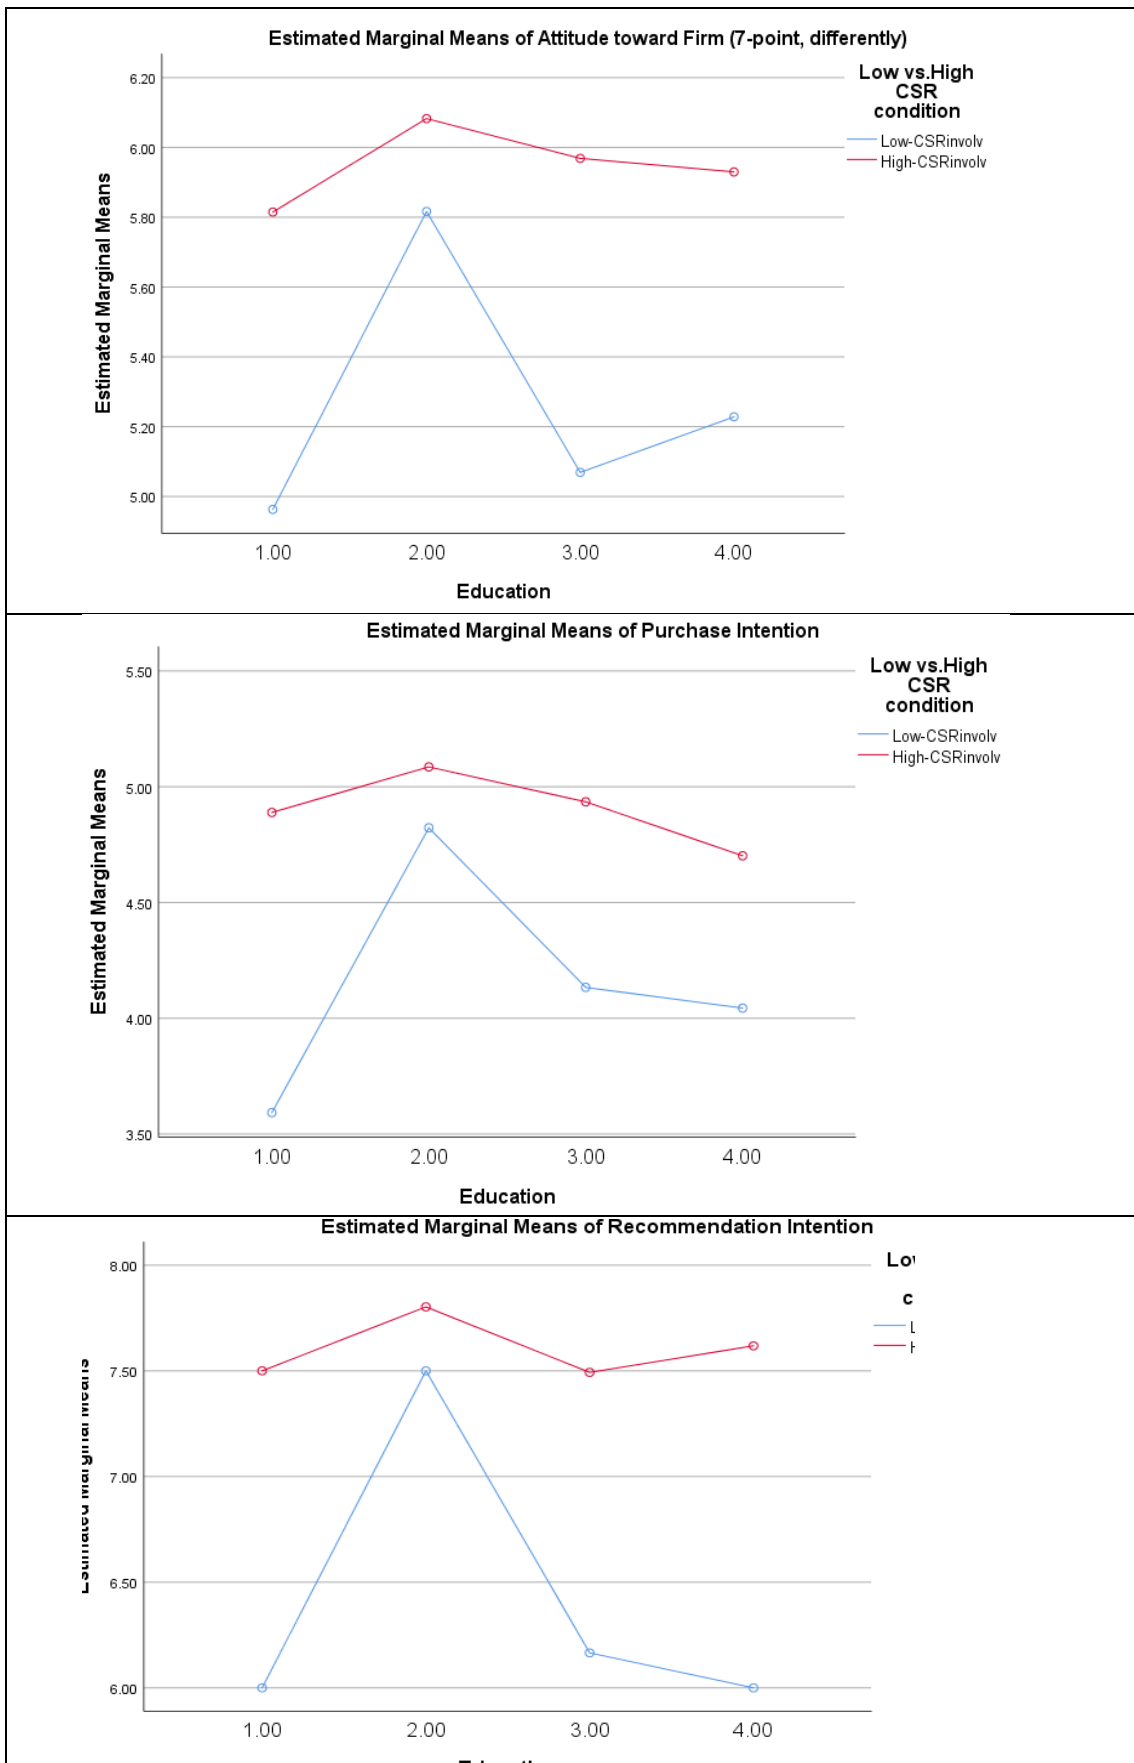 Estimated Marginal Means of Attitude toward Firm (7-point, differently)
Low vs.High
CSR
condition
Low-CSRinvolv
High-CSRinvolv
Estimated Marginal Means
6.20
6.00
5.80
5.60
5.40
5.20
5.00
1.00 2.00 3.00 4.00
Education
Estimated Marginal Means of Purchase Intention
Low vs.High
CSR
condition
Low-CSRinvolv
High-CSRinvolv
Estimated Marginal Means
5.50
5.00
4.50
4.00
3.50
1.00 2.00 3.00 4.00
Education
Estimated Marginal Means of Recommendation Intention
c
Estimated Marginal Means
8.00
7.50
7.00
6.50
6.00
1.00 2.00 3.00 4.00